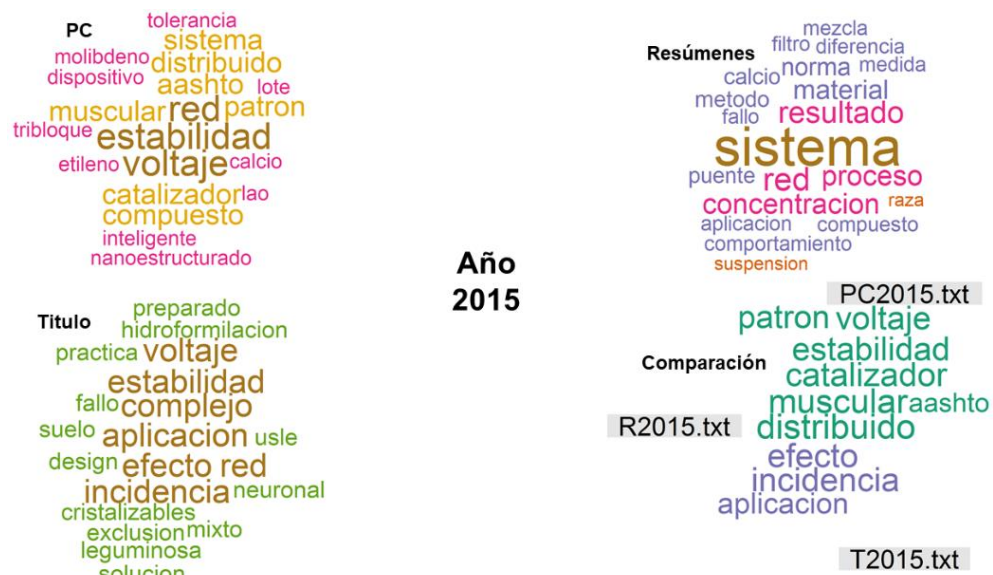 PC
tolerancia
sistema
molibdeno distribuido
dispositivo aashto lote
muscular red patron
tribloque estabilidad
etileno voltaje calcio
catalizador lao
compuesto
inteligente
nanoestructurado
Resúmenes
mezcla
filtro diferencia
calcio norma medida
metodo material
fallo resultado
sistema
puente red proceso
concentracion raza
aplicacion compuesto
comportamiento
suspension
Año
2015
Titulo
preparado
hidroformilacion
practica voltaje
estabilidad
fallo complejo
suelo aplicacion usle
design efecto red
incidencia neuronal
cristalizables
exclusion mixto
leguminosa
solucion
Comparación
PC2015.txt
patron voltaje
estabilidad
catalizador
muscular aashto
R2015.txt distribuido
efecto
incidencia
aplicacion
T2015.txt